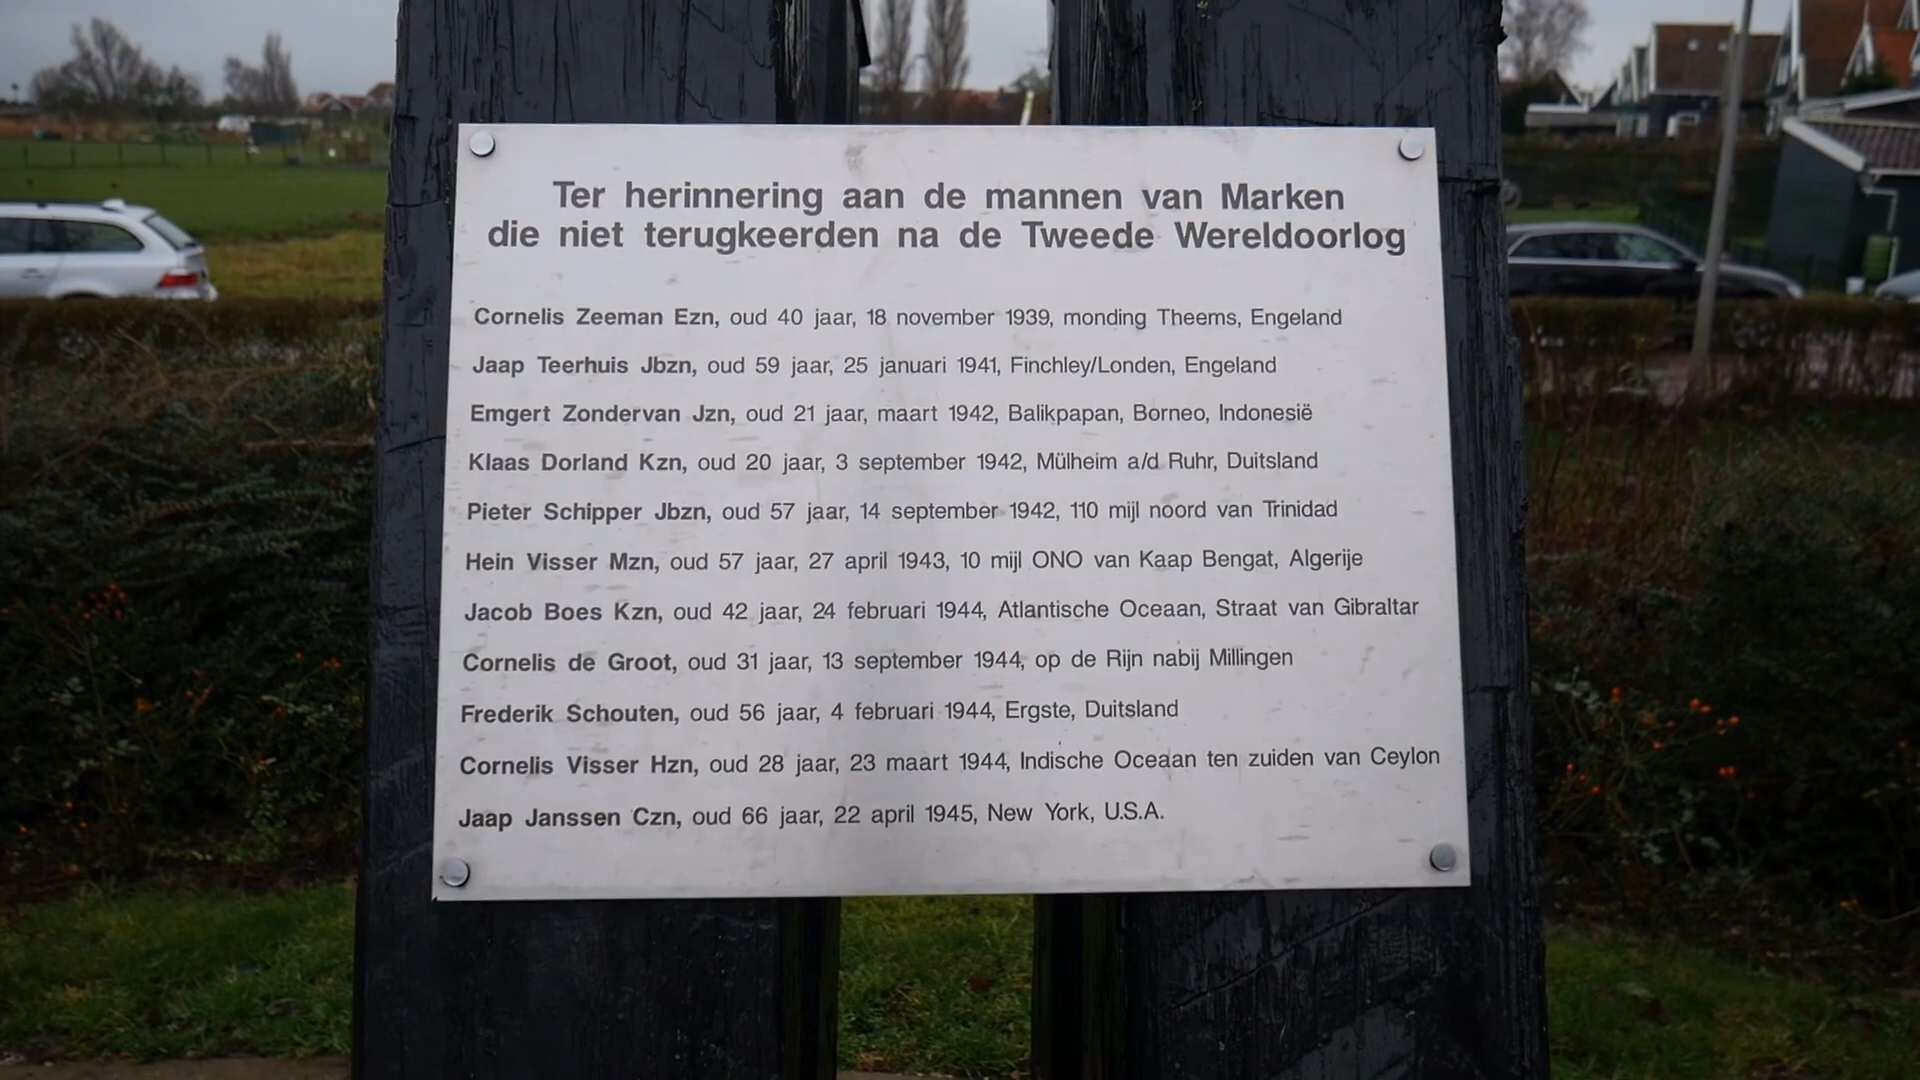 Ter herinnering aan de mannen van Marken
die niet terugkeerden na de Tweede Wereldoorlog
Cornelis Zeeman Ezn, oud 40 jaar, 18 november 1939, monding Theems, Engeland
Jaap Teerhuis Jbzn, oud 59 jaar, 25 januari 1941, Finchley/Londen, Engeland
Emgert Zondervan Jzn, oud 21 jaar, maart 1942, Balikpapan, Borneo, Indonesië
Klaas Dorland Kzn, oud 20 jaar, 3 september 1942, Mülheim a/d Ruhr, Duitsland
Pieter Schipper Jbzn, oud 57 jaar, 14 september 1942, 110 mijl noord van Trinidad
Hein Visser Mzn, oud 57 jaar, 27 april 1943, 10 mijl ONO van Kaap Bengat, Algerije
Jacob Boes Kzn, oud 42 jaar, 24 februari 1944, Atlantische Oceaan, Straat van Gibraltar
Cornelis de Groot, oud 31 jaar, 13 september 1944, op de Rijn nabij Millingen
Frederik Schouten, oud 56 jaar, 4 februari 1944, Ergste, Duitsland
Cornelis Visser Hzn, oud 28 jaar, 23 maart 1944, Indische Oceaan ten zuiden van Ceylon
Jaap Janssen Czn, oud 66 jaar, 22 april 1945, New York, U.S.A.